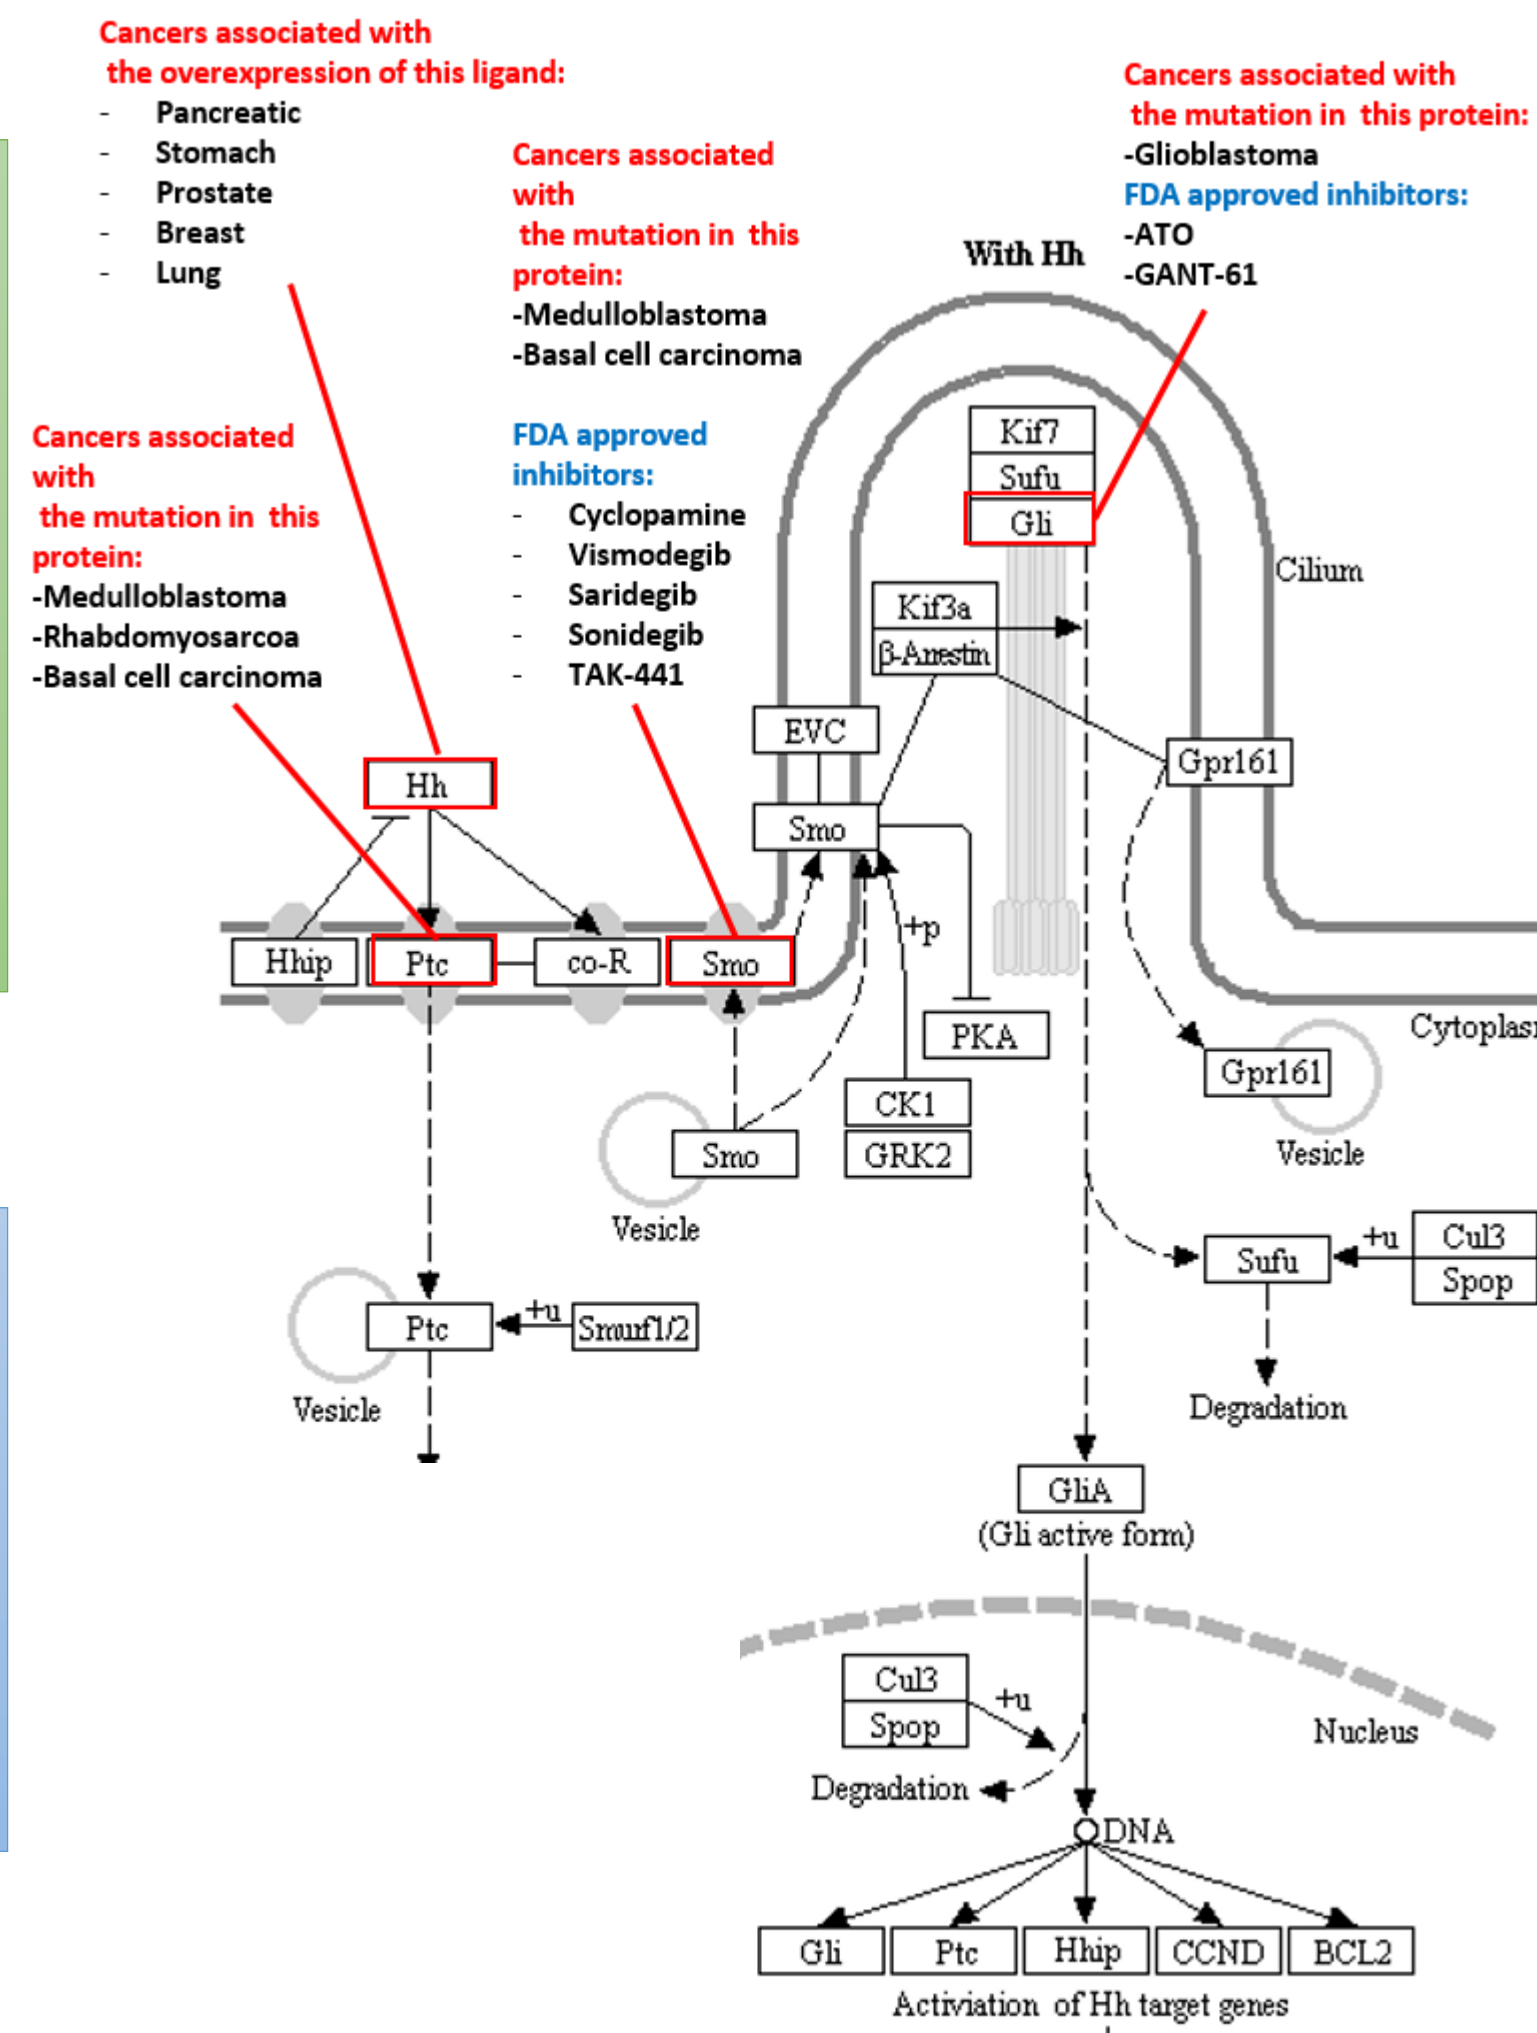 Cancers associated with
the overexpression of this ligand:
- Pancreatic
- Stomach
- Prostate
- Breast
- Lung
Cancers associated
with
the mutation in this
protein:
-Medulloblastoma
-Basal cell carcinoma
FDA approved
inhibitors:
- Cyclopamine
- Vismodegib
- Saridegib
- Sonidegib
- TAK-441
Cancers associated with
the mutation in this protein:
-Glioblastoma
FDA approved inhibitors:
-ATO
-GANT-61
Cancers associated
with
the mutation in this
protein:
-Medulloblastoma
-Rhabdomyosarcoa
-Basal cell carcinoma
With Hh
Kif7
Sufu
Gli
Cilium
Kif3a
β-Arrestin
EVC
Gpr161
Hh
Smo
+p
Hhip
Ptc
co-R
Smo
PKA
Cytoplas
Gpr161
Vesicle
CK1
GRK2
Smo
Vesicle
Sufu
+u
Cul3
Spop
Ptc
+u
Smurf1/2
Vesicle
Degradation
GliA
(Gli active form)
Cul3
Spop
+u
Nucleus
Degradation
DNA
Gli
Ptc
Hhip
CCND
BCL2
Activiation of Hh target genes